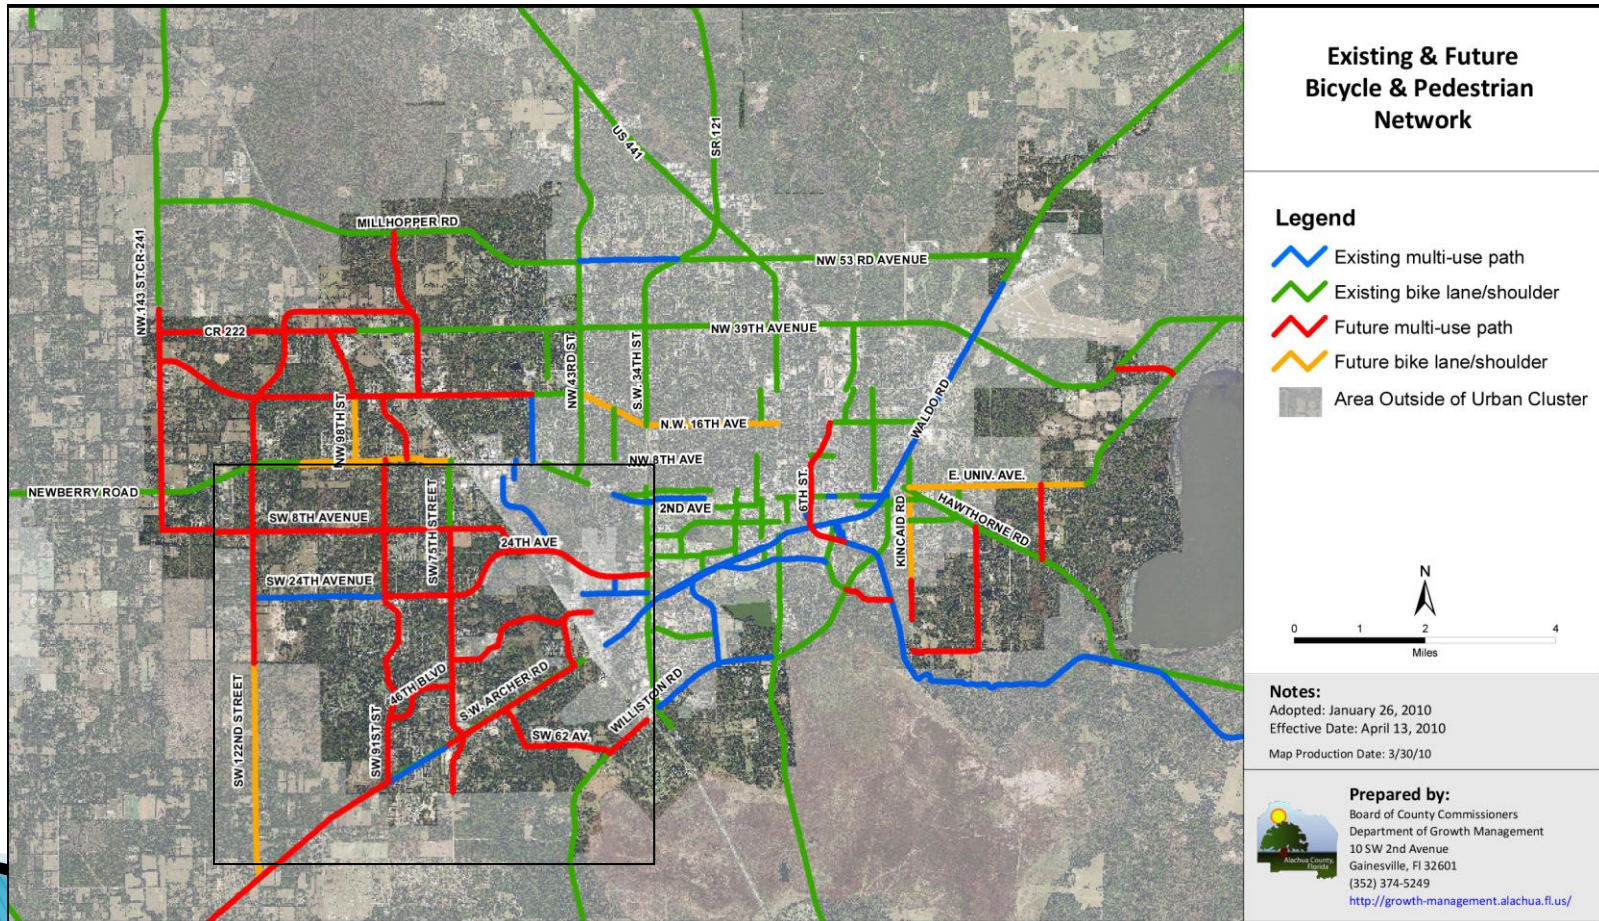 Existing & Future
Bicycle & Pedestrian
Network
Legend
Existing multi-use path
Existing bike lane/shoulder
Future multi-use path
Future bike lane/shoulder
Area Outside of Urban Cluster
N
0 1 2 4
Miles
Notes:
Adopted: January 26, 2010
Effective Date: April 13, 2010
Map Production Date: 3/30/10
Prepared by:
Board of County Commissioners
Department of Growth Management
10 SW 2nd Avenue
Gainesville, Fl 32601
(352) 374-5249
http://growth-management.alachua.fl.us/
Alachua County,
Florida
US 441
SR 121
MILLHOPPER RD
NW 53 RD AVENUE
NW 143 ST CR-241
CR 222
NW 39TH AVENUE
NW 43RD ST
S.W. 34TH ST
WALDO RD
NW 98TH ST
N.W. 16TH AVE
NW 8TH AVE
NEWBERRY ROAD
E. UNIV. AVE.
6TH ST.
2ND AVE
KINCAID RD
HAWTHORNE RD
SW 8TH AVENUE
SW 75TH STREET
24TH AVE
SW 24TH AVENUE
46TH BLVD
S.W. ARCHER RD
WILLISTON RD
SW 122ND STREET
SW 91ST ST
SW 62 AV.